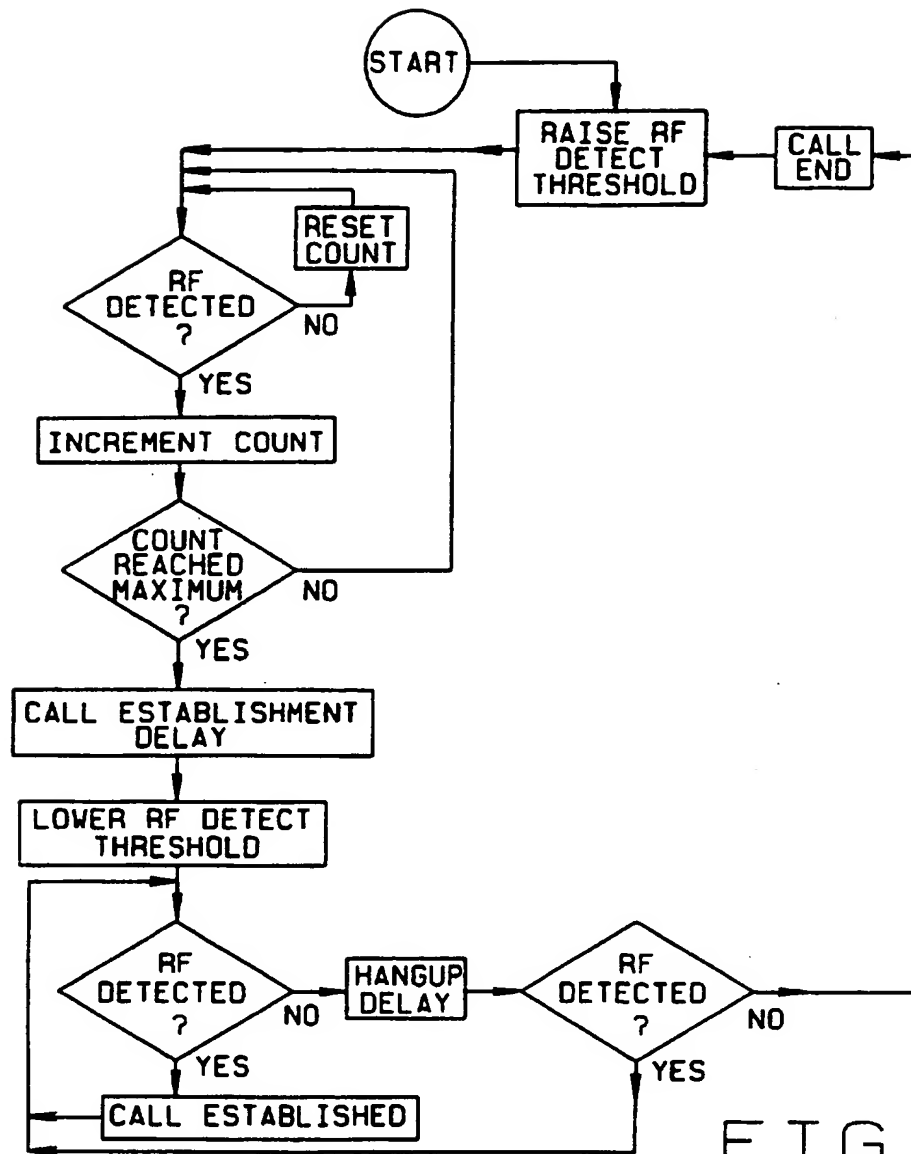 START
RAISE RF
DETECT
THRESHOLD
CALL
END
RESET
COUNT
RF
DETECTED
?
NO
YES
INCREMENT COUNT
COUNT
REACHED
MAXIMUM
?
NO
YES
CALL ESTABLISHMENT
DELAY
LOWER RF DETECT
THRESHOLD
RF
DETECTED
?
NO
YES
HANGUP
DELAY
RF
DETECTED
?
NO
YES
CALL ESTABLISHED
FIG